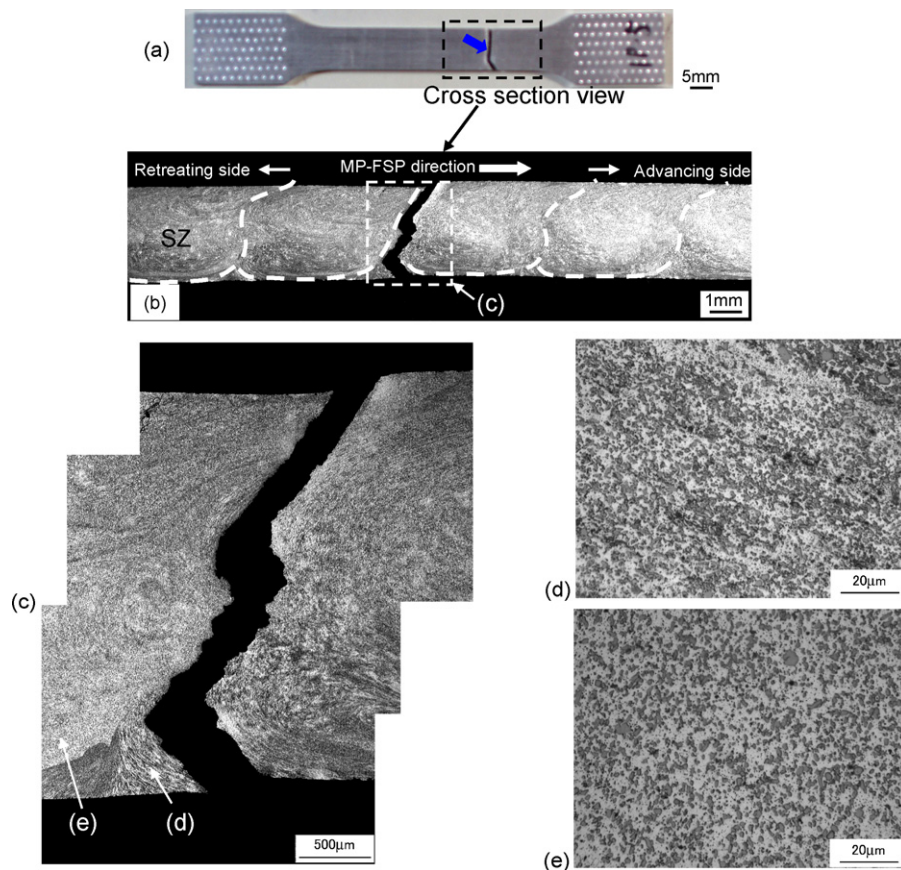 (a)
5mm
Cross section view
Retreating side
MP-FSP direction
Advancing side
SZ
(b)
(c)
1mm
(c)
(e)
(d)
500μm
(d)
20μm
(e)
20μm